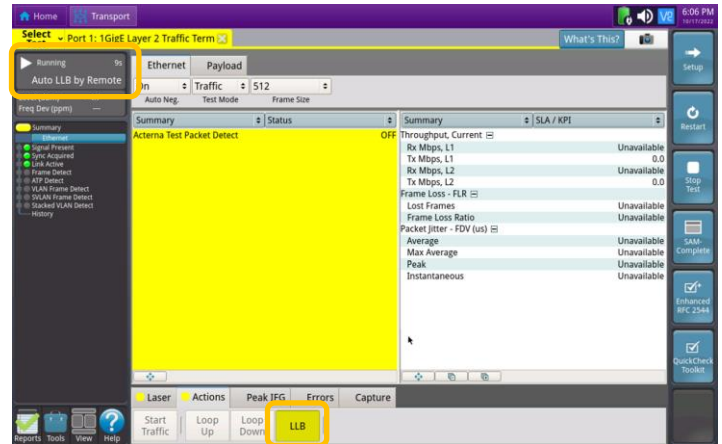 Home
Transport
V2
6:06 PM
10/17/2022
Select
Test
Port 1: 1GigE Layer 2 Traffic Term
What's This?
Running 9s
Auto LLB by Remote
Freq Dev (ppm) —
Summary
Ethernet
Signal Present
Sync Acquired
Link Active
Frame Detect
ATP Detect
VLAN Frame Detect
SVLAN Frame Detect
Stacked VLAN Detect
History
Ethernet
Payload
On
Traffic
512
Auto Neg.
Test Mode
Frame Size
Summary
Status
Acterna Test Packet Detect OFF
Summary
SLA / KPI
Throughput, Current
Rx Mbps, L1 Unavailable
Tx Mbps, L1 0.0
Rx Mbps, L2 Unavailable
Tx Mbps, L2 0.0
Frame Loss - FLR
Lost Frames Unavailable
Frame Loss Ratio Unavailable
Packet Jitter - FDV (us)
Average Unavailable
Max Average Unavailable
Peak Unavailable
Instantaneous Unavailable
Setup
Restart
Stop
Test
SAM-
Complete
Enhanced
RFC 2544
QuickCheck
Toolkit
Laser
Actions
Peak IFG
Errors
Capture
Start
Traffic
Loop
Up
Loop
Down
LLB
Reports
Tools
View
Help